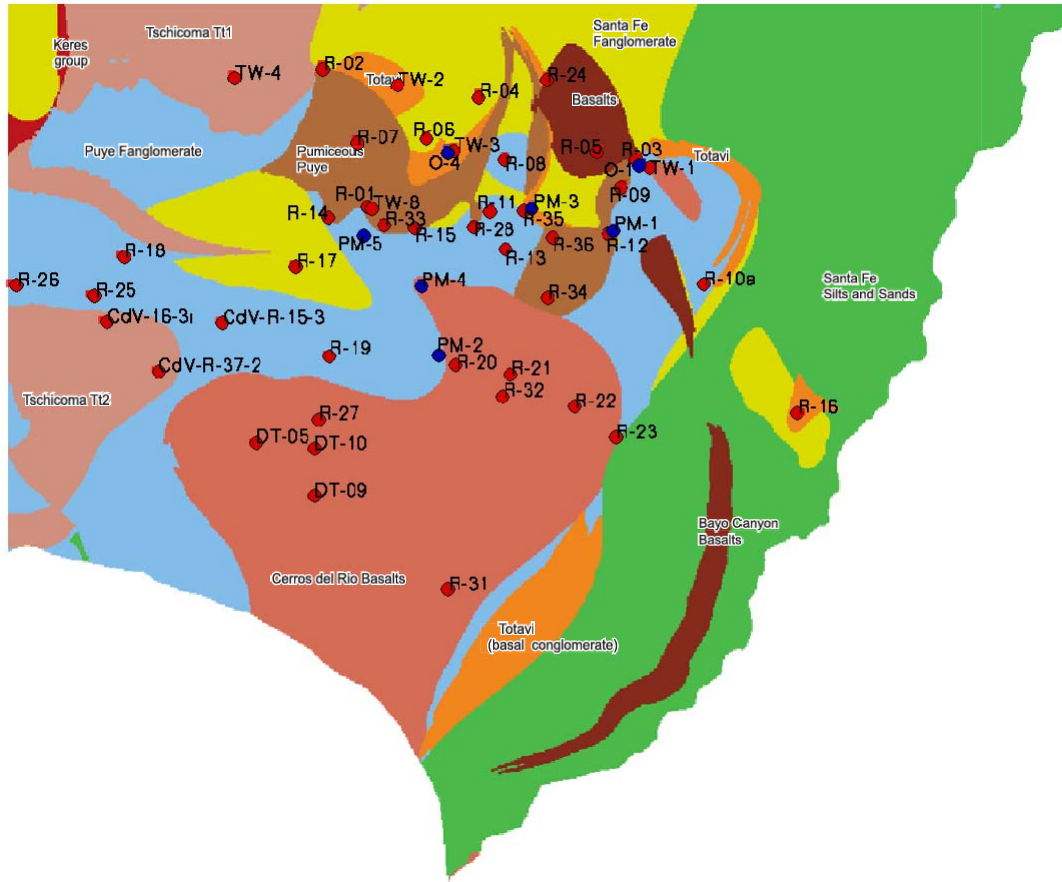 Santa Fe
Fanglomerate
Tschicoma Tt1
Keres
group
R-02
TW-4
Totavi
TW-2
R-24
R-04
Basalts
R-07
R-06
TW-3
R-05
R-03
Puye Fanglomerate
Pumiceous
Puye
O-4
R-08
O-1
TW-1
Totavi
R-09
R-01
TW-8
R-11
PM-3
R-14
R-33
R-15
R-28
R-35
PM-1
PM-5
R-36
R-12
R-18
R-17
R-13
R-26
R-25
PM-4
R-10a
Santa Fe
Silts and Sands
R-34
CdV-16-3i
CdV-R-15-3
R-19
PM-2
CdV-R-37-2
R-20
R-21
R-32
Tschicoma Tt2
R-22
R-16
R-27
R-23
DT-05
DT-10
DT-09
Bayo Canyon
Basalts
Cerros del Rio Basalts
R-31
Totavi
(basal conglomerate)